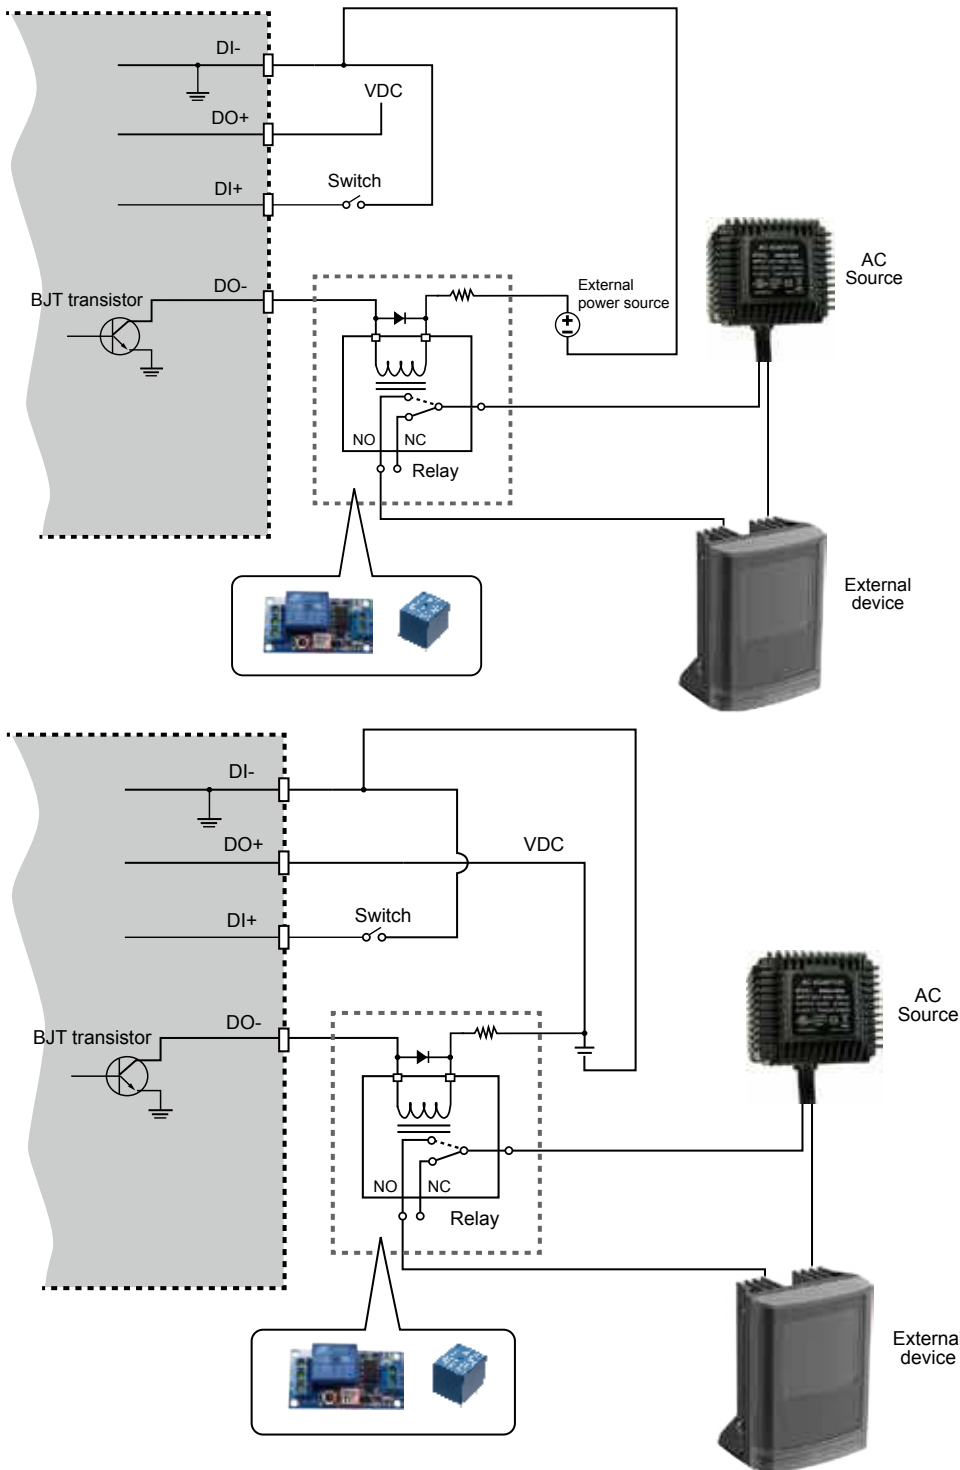 DI-
VDC
DO+
Switch
DI+
AC
Source
DO-
External
power source
BJT transistor
NO
NC
Relay
External
device
DI-
DO+
VDC
DI+
Switch
AC
Source
DO-
BJT transistor
NO
NC
Relay
External
device